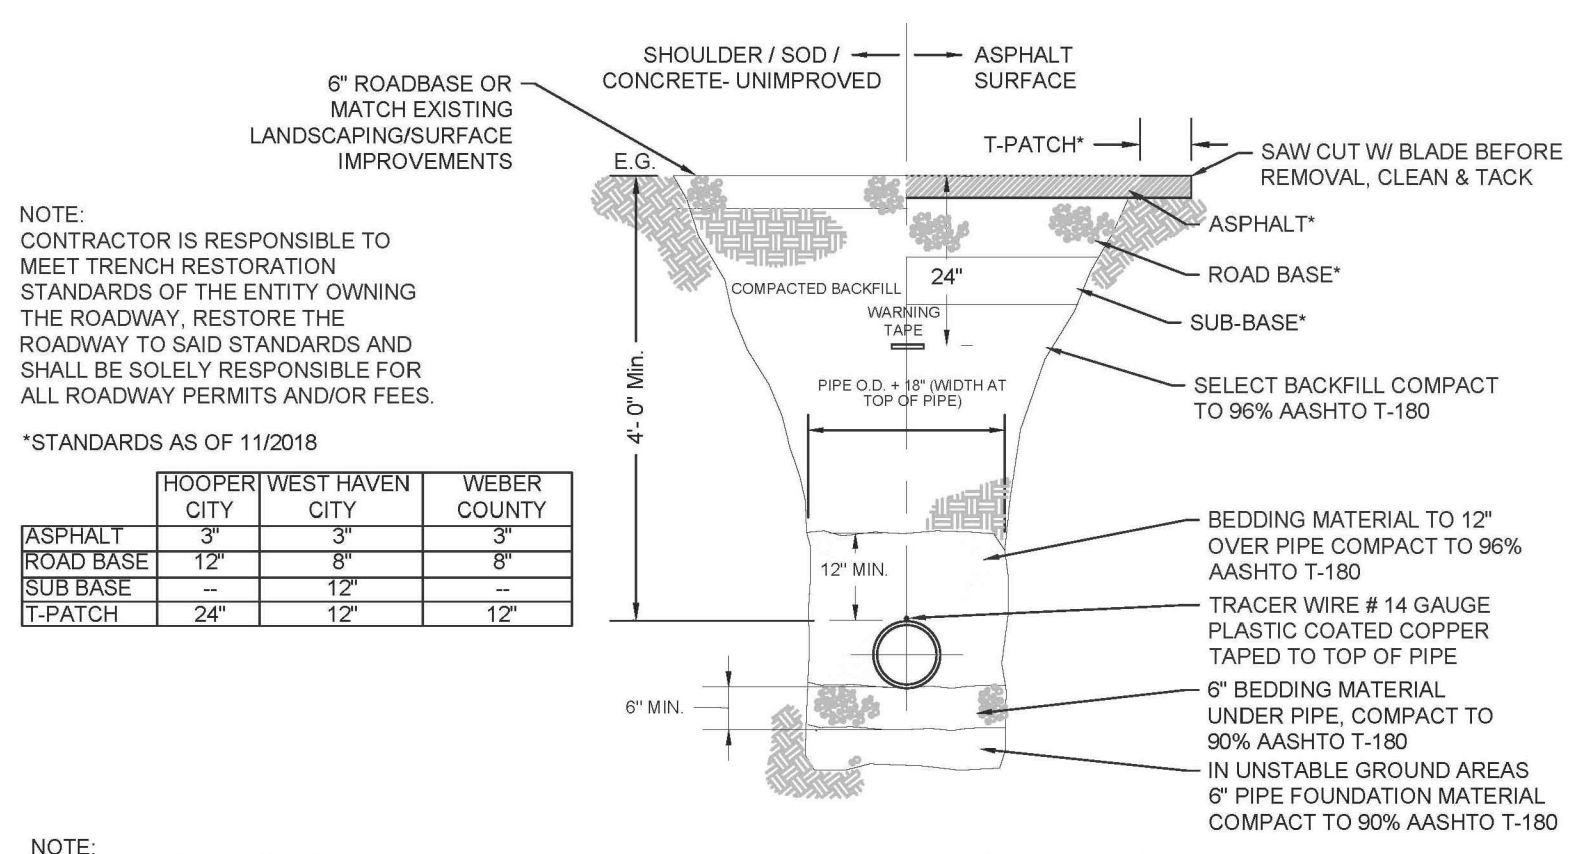 SHOULDER / SOD /
CONCRETE- UNIMPROVED
ASPHALT
SURFACE
6" ROADBASE OR
MATCH EXISTING
LANDSCAPING/SURFACE
IMPROVEMENTS
E.G.
T-PATCH*
SAW CUT W/ BLADE BEFORE
REMOVAL, CLEAN & TACK
ASPHALT*
ROAD BASE*
SUB-BASE*
SELECT BACKFILL COMPACT
TO 96% AASHTO T-180
NOTE:
CONTRACTOR IS RESPONSIBLE TO
MEET TRENCH RESTORATION
STANDARDS OF THE ENTITY OWNING
THE ROADWAY, RESTORE THE
ROADWAY TO SAID STANDARDS AND
SHALL BE SOLELY RESPONSIBLE FOR
ALL ROADWAY PERMITS AND/OR FEES.
*STANDARDS AS OF 11/2018
HOOPER CITY WEST HAVEN CITY WEBER COUNTY
ASPHALT 3" 3" 3"
ROAD BASE 12" 8" 8"
SUB BASE -- 12" --
T-PATCH 24" 12" 12"
COMPACTED BACKFILL
24"
WARNING
TAPE
4'- 0" Min.
PIPE O.D. + 18" (WIDTH AT
TOP OF PIPE)
12" MIN.
6" MIN.
BEDDING MATERIAL TO 12"
OVER PIPE COMPACT TO 96%
AASHTO T-180
TRACER WIRE # 14 GAUGE
PLASTIC COATED COPPER
TAPED TO TOP OF PIPE
6" BEDDING MATERIAL
UNDER PIPE, COMPACT TO
90% AASHTO T-180
IN UNSTABLE GROUND AREAS
6" PIPE FOUNDATION MATERIAL
COMPACT TO 90% AASHTO T-180
NOTE: